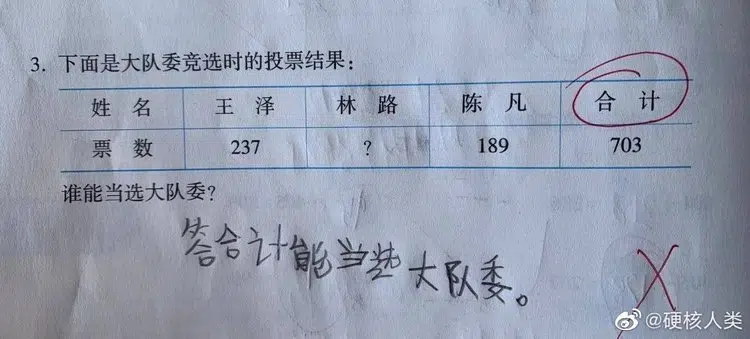 3. 下面是大队委竞选时的投票结果：
姓 名 王 泽 林 路 陈 凡 合 计
票 数 237 ? 189 703
谁能当选大队委？
答合计能当选大队委。
@硬核人类